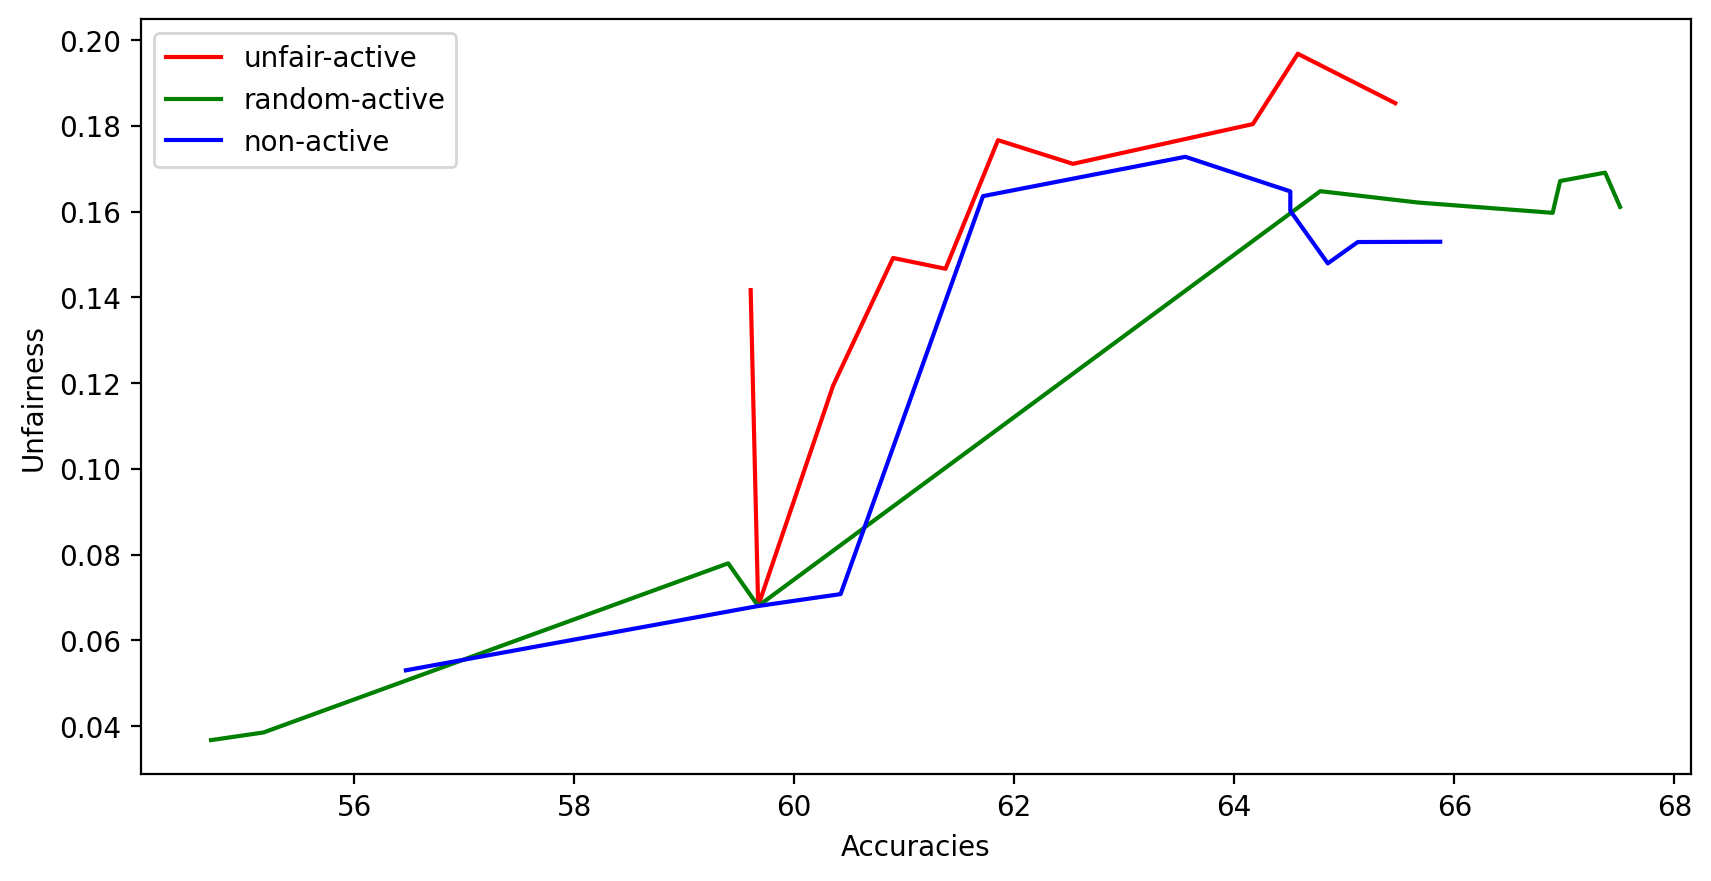 unfair-active
random-active
non-active
0.20
0.18
0.16
0.14
0.12
0.10
0.08
0.06
0.04
Unfairness
56 58 60 62 64 66 68
Accuracies